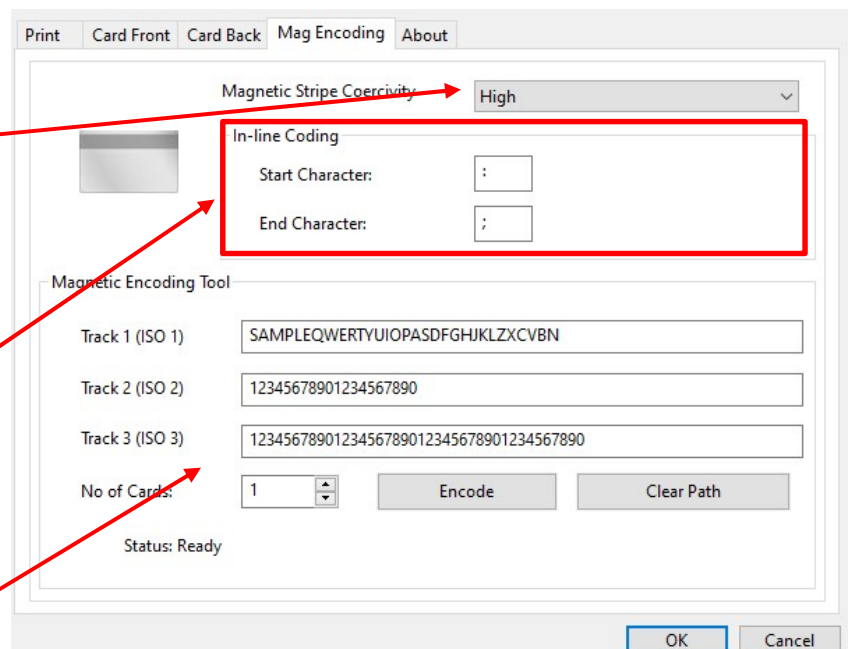 Print Card Front Card Back Mag Encoding About
Magnetic Stripe Coercivity High
In-line Coding
Start Character: :
End Character: ;
Magnetic Encoding Tool
Track 1 (ISO 1) SAMPLEQWERTYUIOPASDFGHJKLZXCVBN
Track 2 (ISO 2) 12345678901234567890
Track 3 (ISO 3) 1234567890123456789012345678901234567890
No of Cards: 1 Encode Clear Path
Status: Ready
OK Cancel